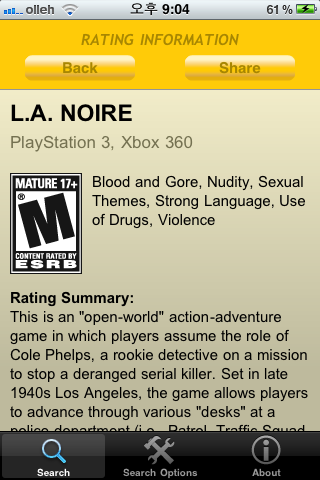 olleh 오후 9:04 61 %
RATING INFORMATION
Back Share
L.A. NOIRE
PlayStation 3, Xbox 360
MATURE 17+
M
®
CONTENT RATED BY
ESRB
Blood and Gore, Nudity, Sexual
Themes, Strong Language, Use
of Drugs, Violence
Rating Summary:
This is an "open-world" action-adventure
game in which players assume the role of
Cole Phelps, a rookie detective on a mission
to stop a deranged serial killer. Set in late
1940s Los Angeles, the game allows players
to advance through various "desks" at a
police department (i.e., Patrol, Traffic Squad,
Search Search Options About